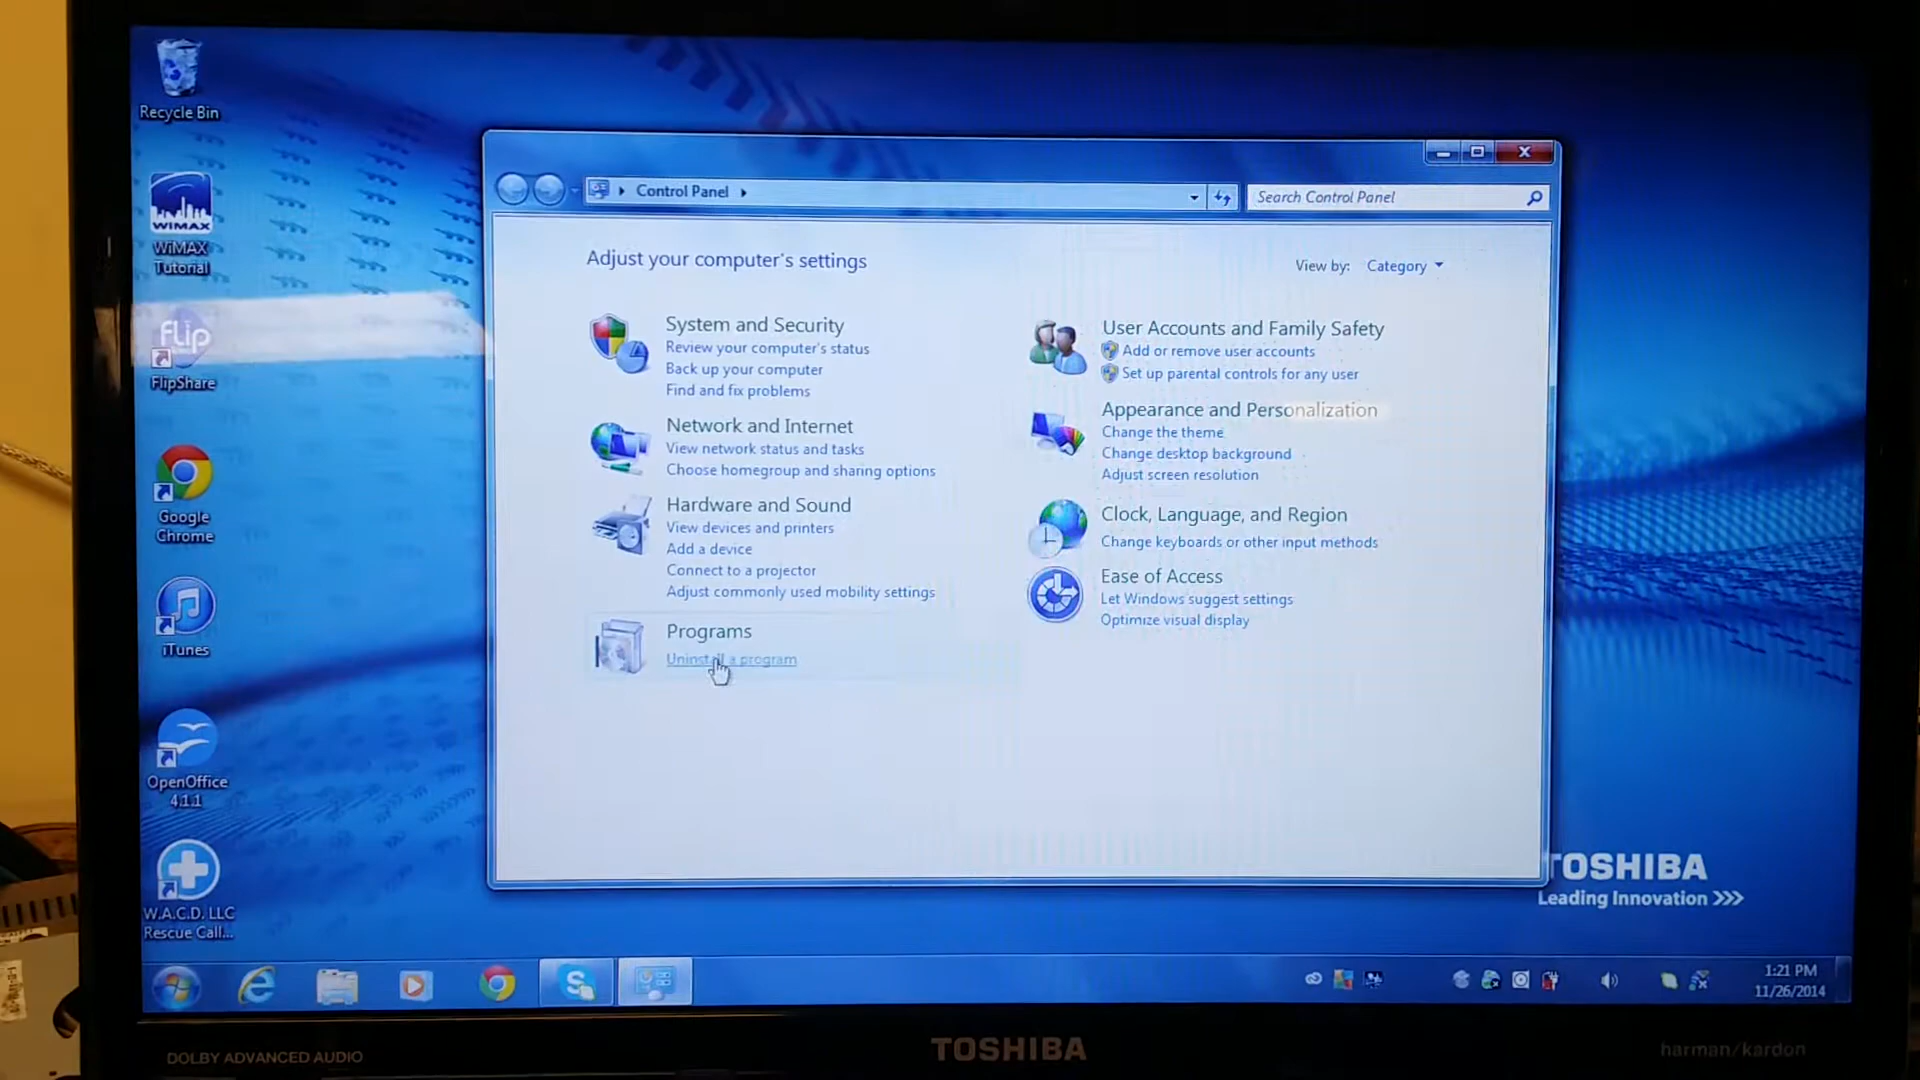 Recycle Bin
WiMAX
WiMAX
Tutorial
flip
FlipShare
Google
Chrome
iTunes
OpenOffice
4.1.1
W.A.C.D. LLC
Rescue Call...
Control Panel
Search Control Panel
Adjust your computer's settings
View by: Category
System and Security
Review your computer's status
Back up your computer
Find and fix problems
Network and Internet
View network status and tasks
Choose homegroup and sharing options
Hardware and Sound
View devices and printers
Add a device
Connect to a projector
Adjust commonly used mobility settings
Programs
Uninstall a program
User Accounts and Family Safety
Add or remove user accounts
Set up parental controls for any user
Appearance and Personalization
Change the theme
Change desktop background
Adjust screen resolution
Clock, Language, and Region
Change keyboards or other input methods
Ease of Access
Let Windows suggest settings
Optimize visual display
TOSHIBA
Leading Innovation >>>
1:21 PM
11/26/2014
DOLBY ADVANCED AUDIO
TOSHIBA
harman/kardon